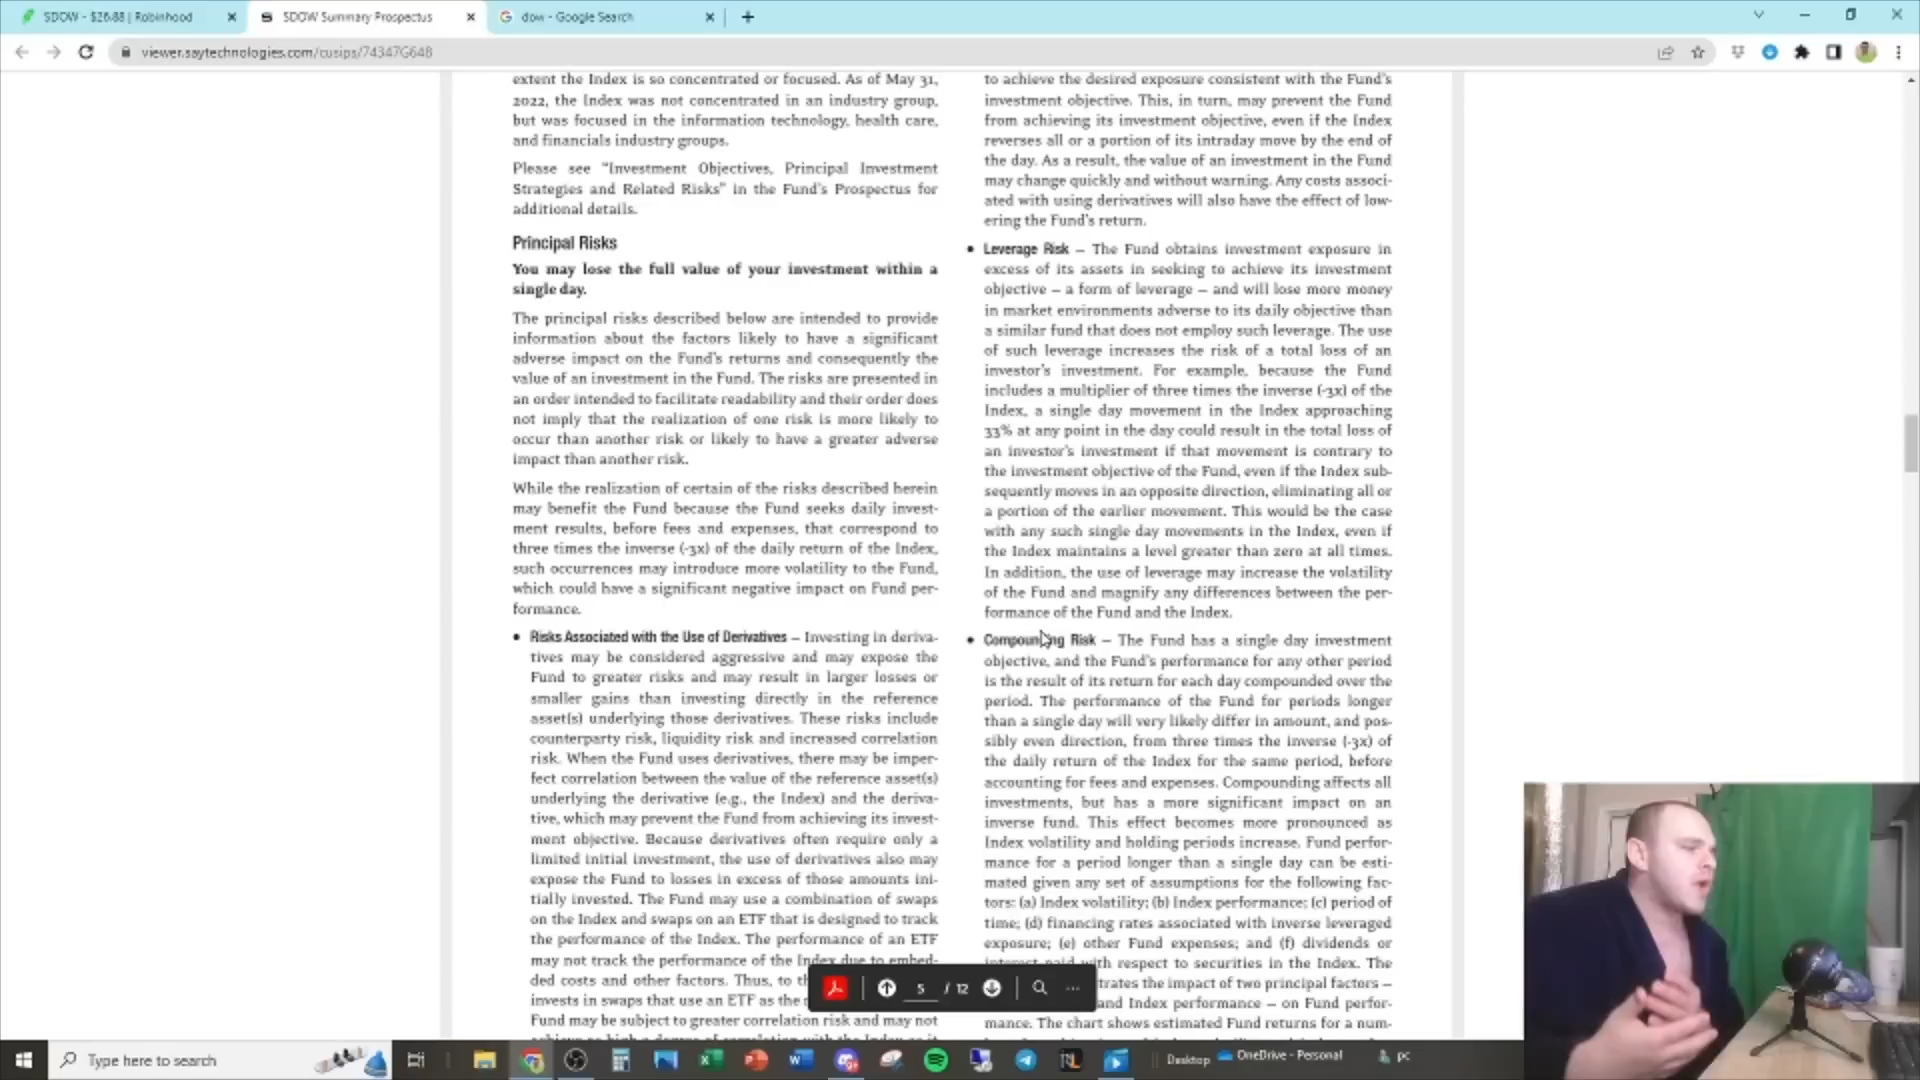 SDOW - $26.88 | Robinhood
SDOW Summary Prospectus
dow - Google Search
viewer.saytechnologies.com/cusips/74347G648
extent the Index is so concentrated or focused. As of May 31,
2022, the Index was not concentrated in an industry group,
but was focused in the information technology, health care,
and financials industry groups.
Please see “Investment Objectives, Principal Investment
Strategies and Related Risks” in the Fund’s Prospectus for
additional details.
Principal Risks
You may lose the full value of your investment within a
single day.
The principal risks described below are intended to provide
information about the factors likely to have a significant
adverse impact on the Fund’s returns and consequently the
value of an investment in the Fund. The risks are presented in
an order intended to facilitate readability and their order does
not imply that the realization of one risk is more likely to
occur than another risk or likely to have a greater adverse
impact than another risk.
While the realization of certain of the risks described herein
may benefit the Fund because the Fund seeks daily invest-
ment results, before fees and expenses, that correspond to
three times the inverse (-3x) of the daily return of the Index,
such occurrences may introduce more volatility to the Fund,
which could have a significant negative impact on Fund per-
formance.
• Risks Associated with the Use of Derivatives – Investing in deriva-
tives may be considered aggressive and may expose the
Fund to greater risks and may result in larger losses or
smaller gains than investing directly in the reference
asset(s) underlying those derivatives. These risks include
counterparty risk, liquidity risk and increased correlation
risk. When the Fund uses derivatives, there may be imper-
fect correlation between the value of the reference asset(s)
underlying the derivative (e.g., the Index) and the deriva-
tive, which may prevent the Fund from achieving its invest-
ment objective. Because derivatives often require only a
limited initial investment, the use of derivatives also may
expose the Fund to losses in excess of those amounts ini-
tially invested. The Fund may use a combination of swaps
on the Index and swaps on an ETF that is designed to track
the performance of the Index. The performance of an ETF
may not track the performance of the Index due to embed-
ded costs and other factors. Thus, to th
invests in swaps that use an ETF as the
Fund may be subject to greater correlation risk and may not
to achieve the desired exposure consistent with the Fund’s
investment objective. This, in turn, may prevent the Fund
from achieving its investment objective, even if the Index
reverses all or a portion of its intraday move by the end of
the day. As a result, the value of an investment in the Fund
may change quickly and without warning. Any costs associ-
ated with using derivatives will also have the effect of low-
ering the Fund’s return.
• Leverage Risk – The Fund obtains investment exposure in
excess of its assets in seeking to achieve its investment
objective – a form of leverage – and will lose more money
in market environments adverse to its daily objective than
a similar fund that does not employ such leverage. The use
of such leverage increases the risk of a total loss of an
investor’s investment. For example, because the Fund
includes a multiplier of three times the inverse (-3x) of the
Index, a single day movement in the Index approaching
33% at any point in the day could result in the total loss of
an investor’s investment if that movement is contrary to
the investment objective of the Fund, even if the Index sub-
sequently moves in an opposite direction, eliminating all or
a portion of the earlier movement. This would be the case
with any such single day movements in the Index, even if
the Index maintains a level greater than zero at all times.
In addition, the use of leverage may increase the volatility
of the Fund and magnify any differences between the per-
formance of the Fund and the Index.
• Compounding Risk – The Fund has a single day investment
objective, and the Fund’s performance for any other period
is the result of its return for each day compounded over the
period. The performance of the Fund for periods longer
than a single day will very likely differ in amount, and pos-
sibly even direction, from three times the inverse (-3x) of
the daily return of the Index for the same period, before
accounting for fees and expenses. Compounding affects all
investments, but has a more significant impact on an
inverse fund. This effect becomes more pronounced as
Index volatility and holding periods increase. Fund perfor-
mance for a period longer than a single day can be esti-
mated given any set of assumptions for the following fac-
tors: (a) Index volatility; (b) Index performance; (c) period of
time; (d) financing rates associated with inverse leveraged
exposure; (e) other Fund expenses; and (f) dividends or
interest paid with respect to securities in the Index. The
trates the impact of two principal factors –
and Index performance – on Fund perfor-
mance. The chart shows estimated Fund returns for a num-
5 / 12
Type here to search
Desktop
OneDrive - Personal
pc